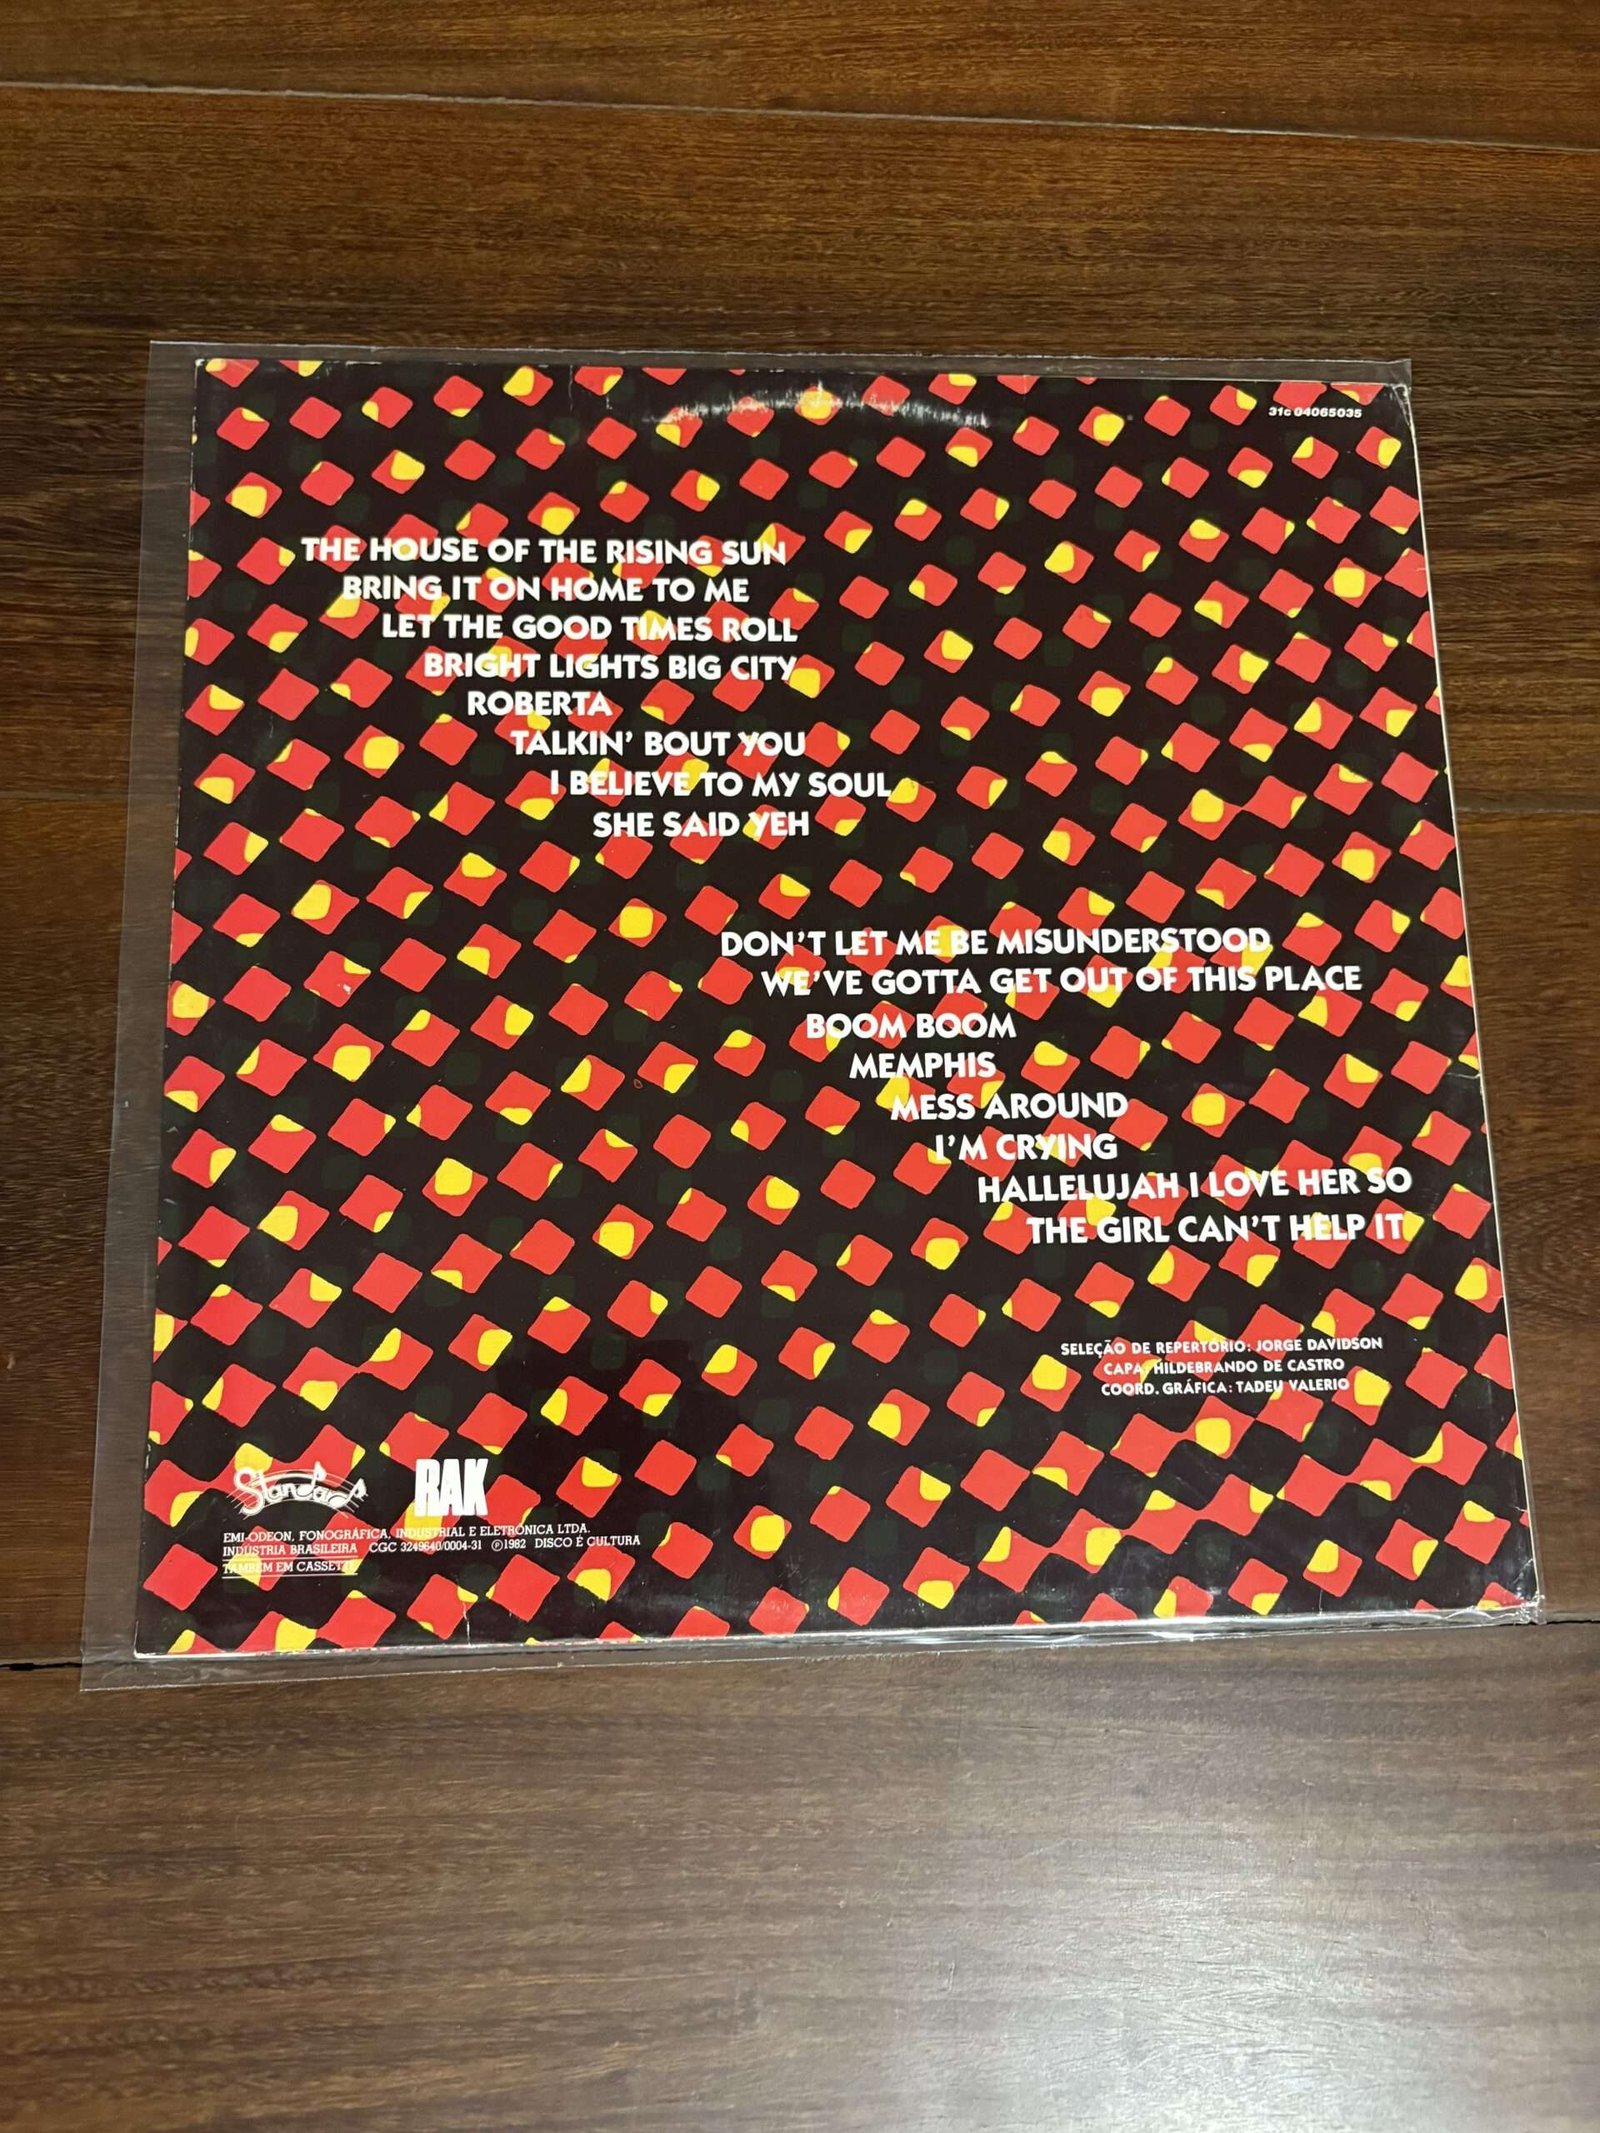 31c 04065035
THE HOUSE OF THE RISING SUN
BRING IT ON HOME TO ME
LET THE GOOD TIMES ROLL
BRIGHT LIGHTS BIG CITY
ROBERTA
TALKIN' BOUT YOU
I BELIEVE TO MY SOUL
SHE SAID YEH
DON'T LET ME BE MISUNDERSTOOD
WE'VE GOTTA GET OUT OF THIS PLACE
BOOM BOOM
MEMPHIS
MESS AROUND
I'M CRYING
HALLELUJAH I LOVE HER SO
THE GIRL CAN'T HELP IT
SELEÇÃO DE REPERTÓRIO: JORGE DAVIDSON
CAPA: HILDEBRANDO DE CASTRO
COORD. GRÁFICA: TADEU VALERIO
Standards
RAK
EMI-ODEON, FONOGRÁFICA, INDUSTRIAL E ELETRÔNICA LTDA.
INDÚSTRIA BRASILEIRA CGC 3249640/0004-31 ℗1982 DISCO É CULTURA
TAMBÉM EM CASSETE